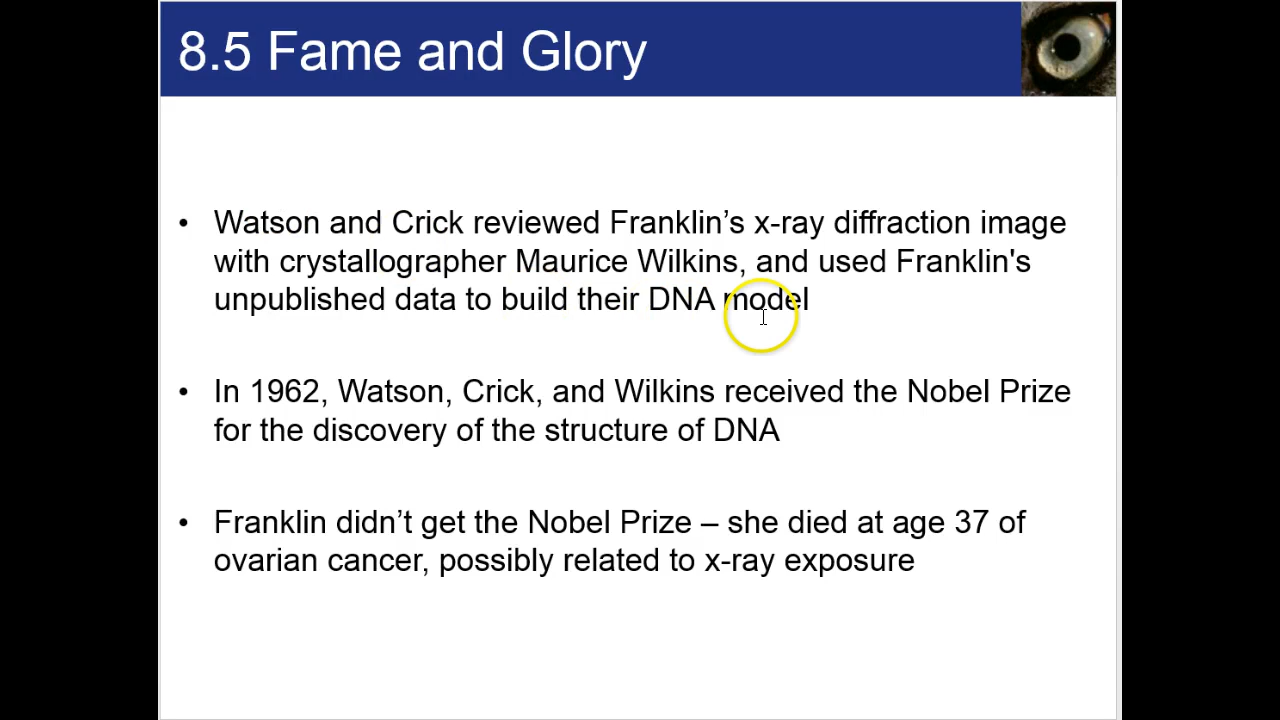 8.5 Fame and Glory
• Watson and Crick reviewed Franklin’s x-ray diffraction image
with crystallographer Maurice Wilkins, and used Franklin's
unpublished data to build their DNA model
• In 1962, Watson, Crick, and Wilkins received the Nobel Prize
for the discovery of the structure of DNA
• Franklin didn’t get the Nobel Prize – she died at age 37 of
ovarian cancer, possibly related to x-ray exposure